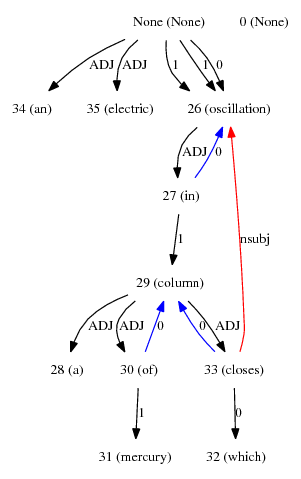 None (None) 0 (None)
ADJ ADJ 1 1 0
34 (an) 35 (electric) 26 (oscillation)
ADJ 0
27 (in)
nsubj
1
29 (column)
ADJ ADJ 0 0 ADJ
28 (a) 30 (of) 33 (closes)
1 0
31 (mercury) 32 (which)